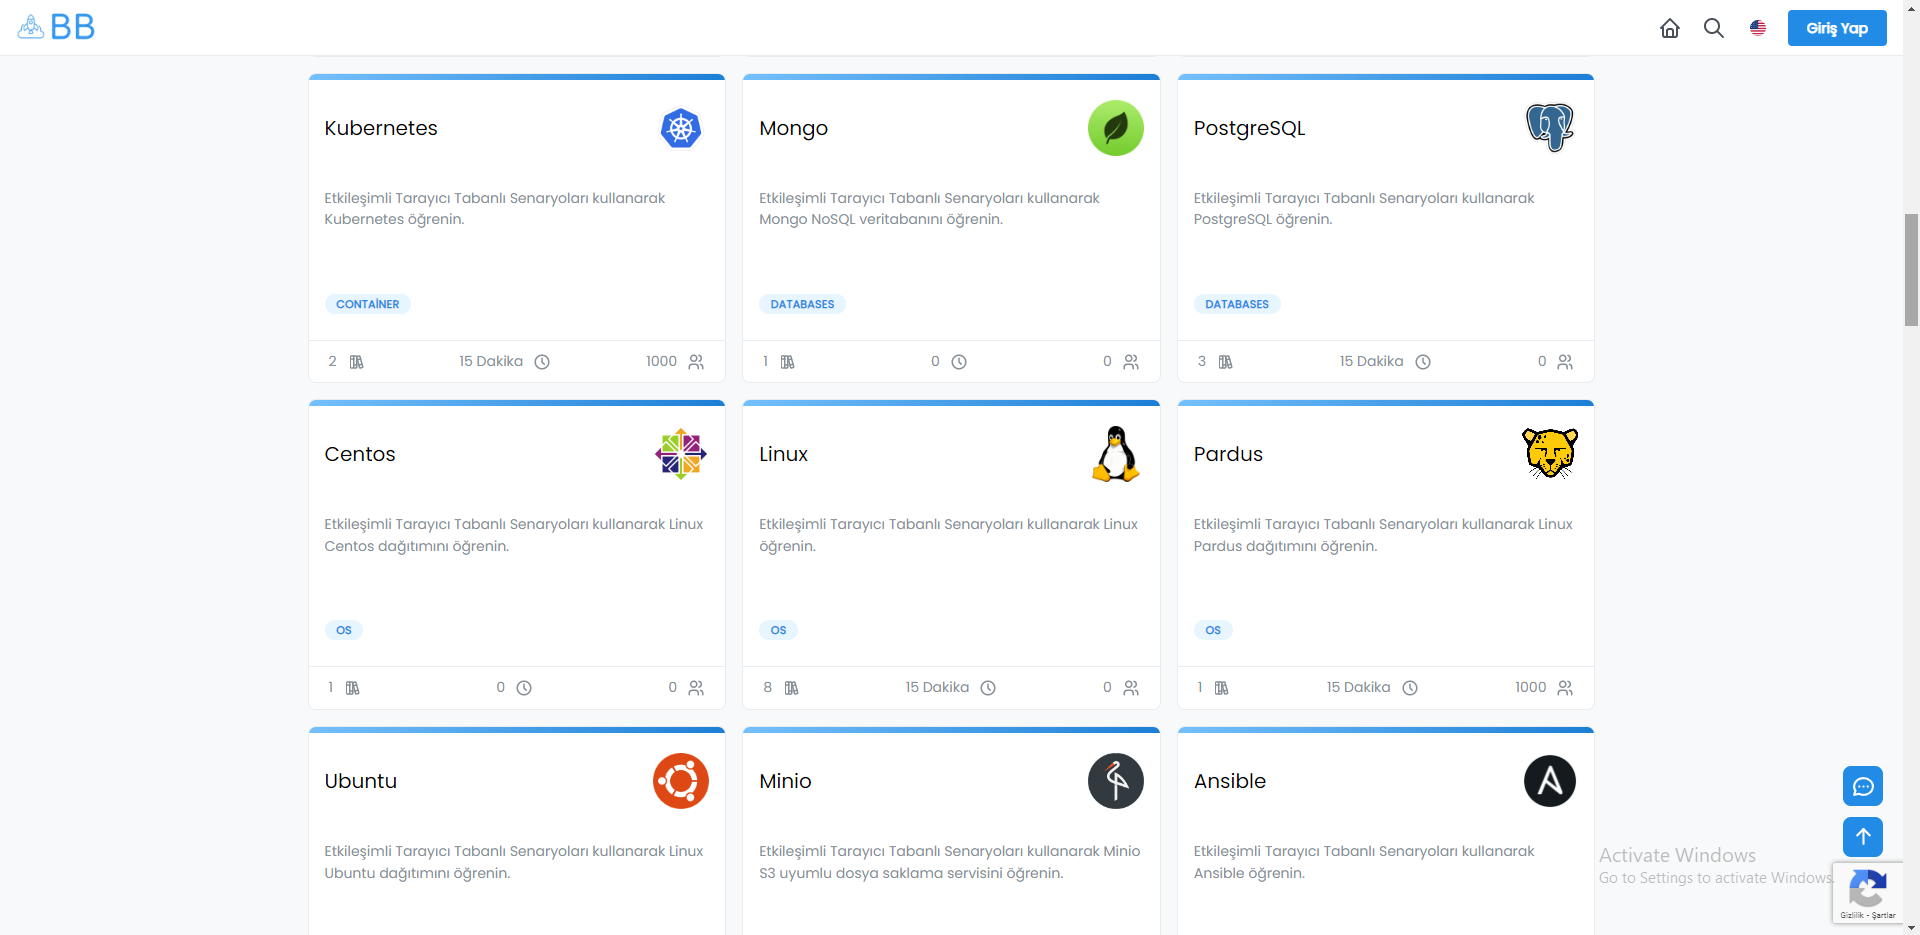 BB
Giriş Yap
Kubernetes
Etkileşimli Tarayıcı Tabanlı Senaryoları kullanarak
Kubernetes öğrenin.
CONTAİNER
2
15 Dakika
1000
Mongo
Etkileşimli Tarayıcı Tabanlı Senaryoları kullanarak
Mongo NoSQL veritabanını öğrenin.
DATABASES
1
0
0
PostgreSQL
Etkileşimli Tarayıcı Tabanlı Senaryoları kullanarak
PostgreSQL öğrenin.
DATABASES
3
15 Dakika
0
Centos
Etkileşimli Tarayıcı Tabanlı Senaryoları kullanarak Linux
Centos dağıtımını öğrenin.
OS
1
0
0
Linux
Etkileşimli Tarayıcı Tabanlı Senaryoları kullanarak Linux
öğrenin.
OS
8
15 Dakika
0
Pardus
Etkileşimli Tarayıcı Tabanlı Senaryoları kullanarak Linux
Pardus dağıtımını öğrenin.
OS
1
15 Dakika
1000
Ubuntu
Etkileşimli Tarayıcı Tabanlı Senaryoları kullanarak Linux
Ubuntu dağıtımını öğrenin.
Minio
Etkileşimli Tarayıcı Tabanlı Senaryoları kullanarak Minio
S3 uyumlu dosya saklama servisini öğrenin.
Ansible
Etkileşimli Tarayıcı Tabanlı Senaryoları kullanarak
Ansible öğrenin.
Activate Windows
Go to Settings to activate Windows.
Gizlilik - Şartlar